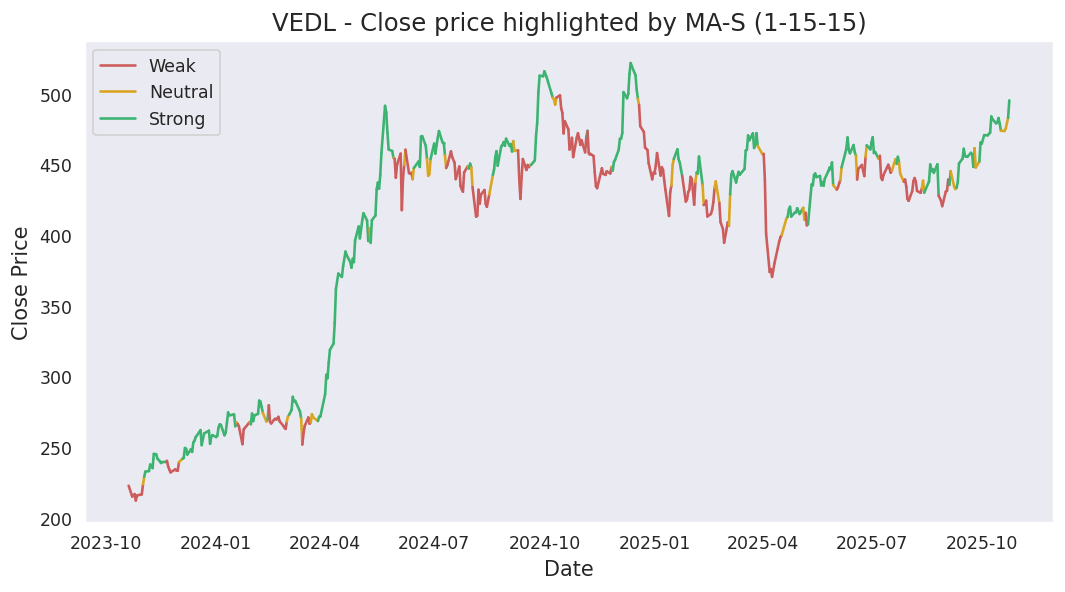 VEDL - Close price highlighted by MA-S (1-15-15)
Weak
Neutral
Strong
Close Price
500
450
400
350
300
250
200
2023-10 2024-01 2024-04 2024-07 2024-10 2025-01 2025-04 2025-07 2025-10
Date